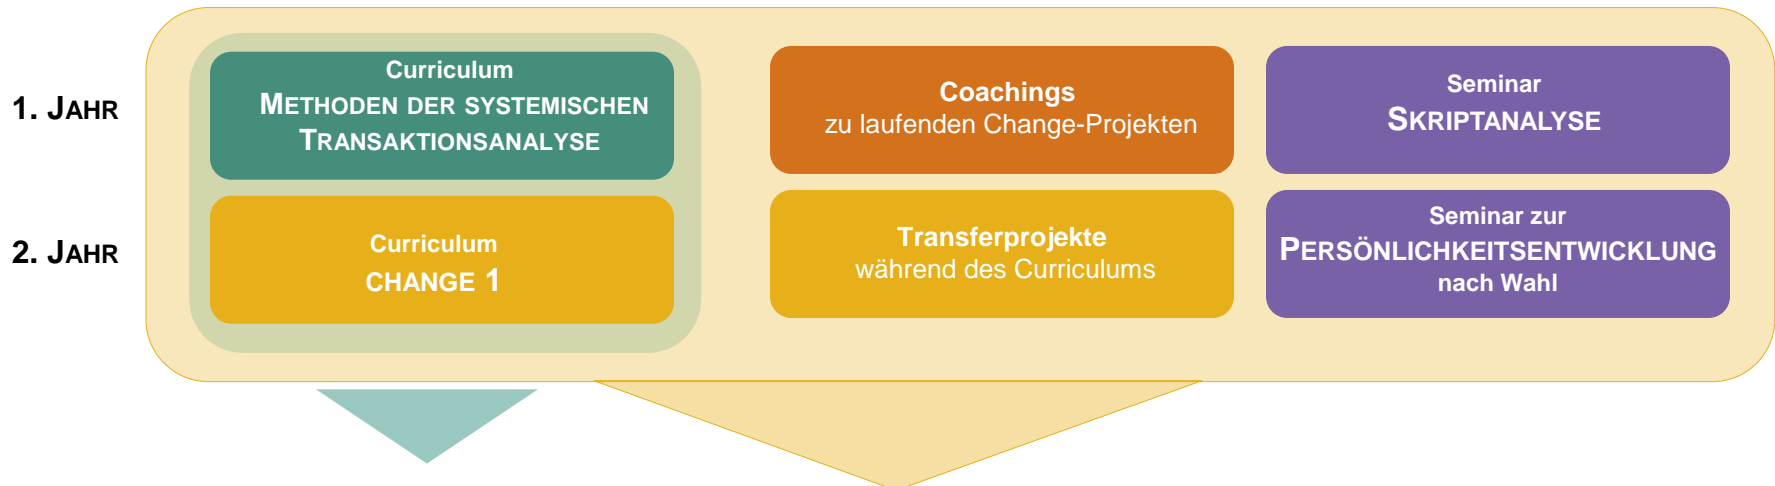 1. JAHR
Curriculum
METHODEN DER SYSTEMISCHEN
TRANSAKTIONSANALYSE
Coachings
zu laufenden Change-Projekten
Seminar
SKRIPTANALYSE
2. JAHR
Curriculum
CHANGE 1
Transferprojekte
während des Curriculums
Seminar zur
PERSÖNLICHKEITSENTWICKLUNG
nach Wahl